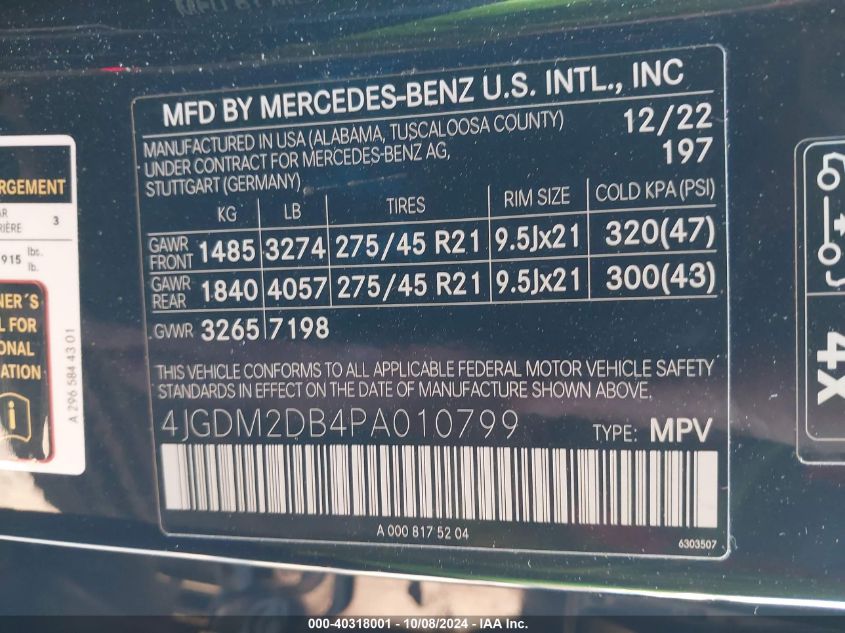 MFD BY MERCEDES-BENZ U.S. INTL., INC
MANUFACTURED IN USA (ALABAMA, TUSCALOOSA COUNTY) 12/22
UNDER CONTRACT FOR MERCEDES-BENZ AG, 197
STUTTGART (GERMANY)
KG LB TIRES RIM SIZE COLD KPA (PSI)
GAWR FRONT 1485 3274 275/45 R21 9.5Jx21 320(47)
GAWR REAR 1840 4057 275/45 R21 9.5Jx21 300(43)
GVWR 3265 7198
THIS VEHICLE CONFORMS TO ALL APPLICABLE FEDERAL MOTOR VEHICLE SAFETY
STANDARDS IN EFFECT ON THE DATE OF MANUFACTURE SHOWN ABOVE.
4JGDM2DB4PA010799 TYPE: MPV
A 000 817 52 04
6303507
RGEMENT
AR 3
RIÈRE
915 lbs.
lb.
NER´S
L FOR
ONAL
ATION
A 296 584 43 01
4X
000-40318001 - 10/08/2024 - IAA Inc.